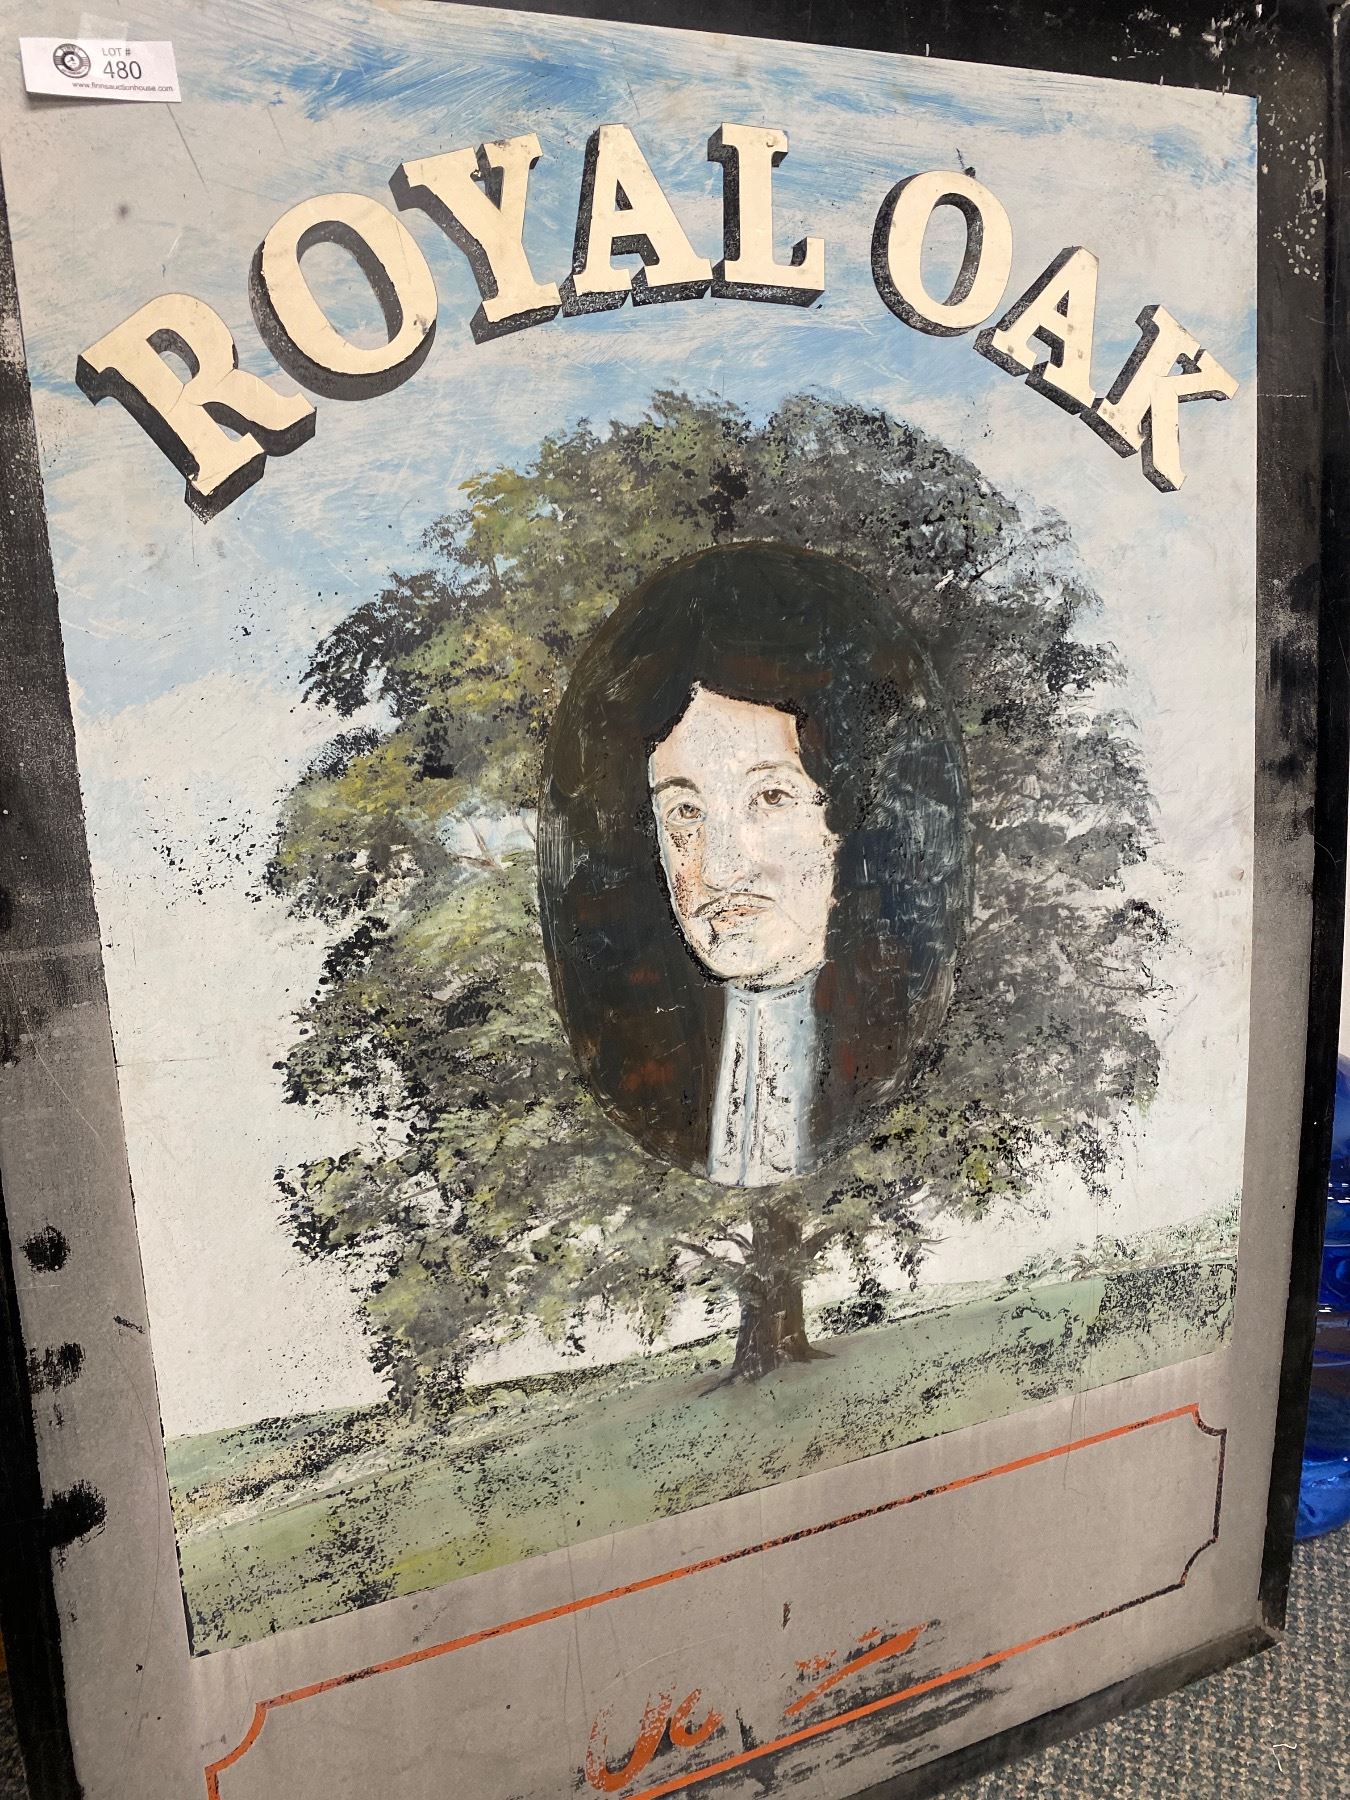 LOT #
480
www.finnsauctionhouse.com
ROYAL OAK